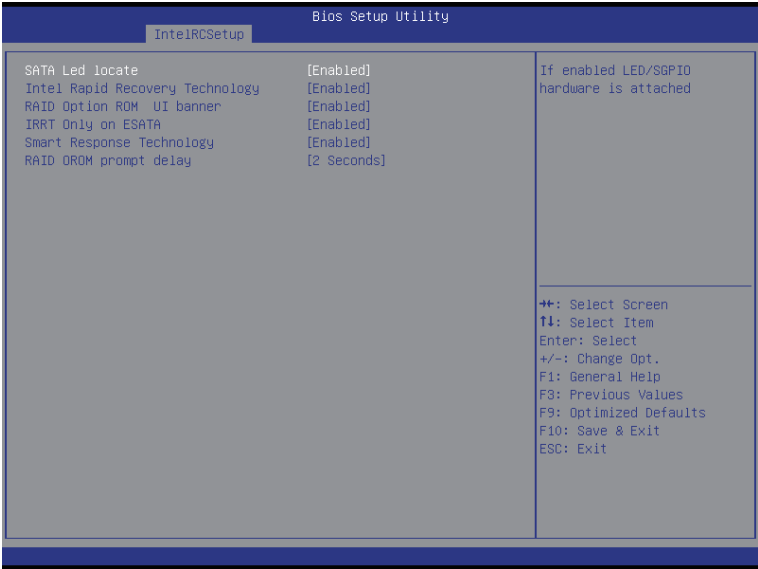 Bios Setup Utility
IntelRCSetup
SATA Led locate [Enabled]
Intel Rapid Recovery Technology [Enabled]
RAID Option ROM  UI banner [Enabled]
IRRT Only on ESATA [Enabled]
Smart Response Technology [Enabled]
RAID OROM prompt delay [2 Seconds]
If enabled LED/SGPIO
hardware is attached
→←: Select Screen
↑↓: Select Item
Enter: Select
+/-: Change Opt.
F1: General Help
F3: Previous Values
F9: Optimized Defaults
F10: Save & Exit
ESC: Exit